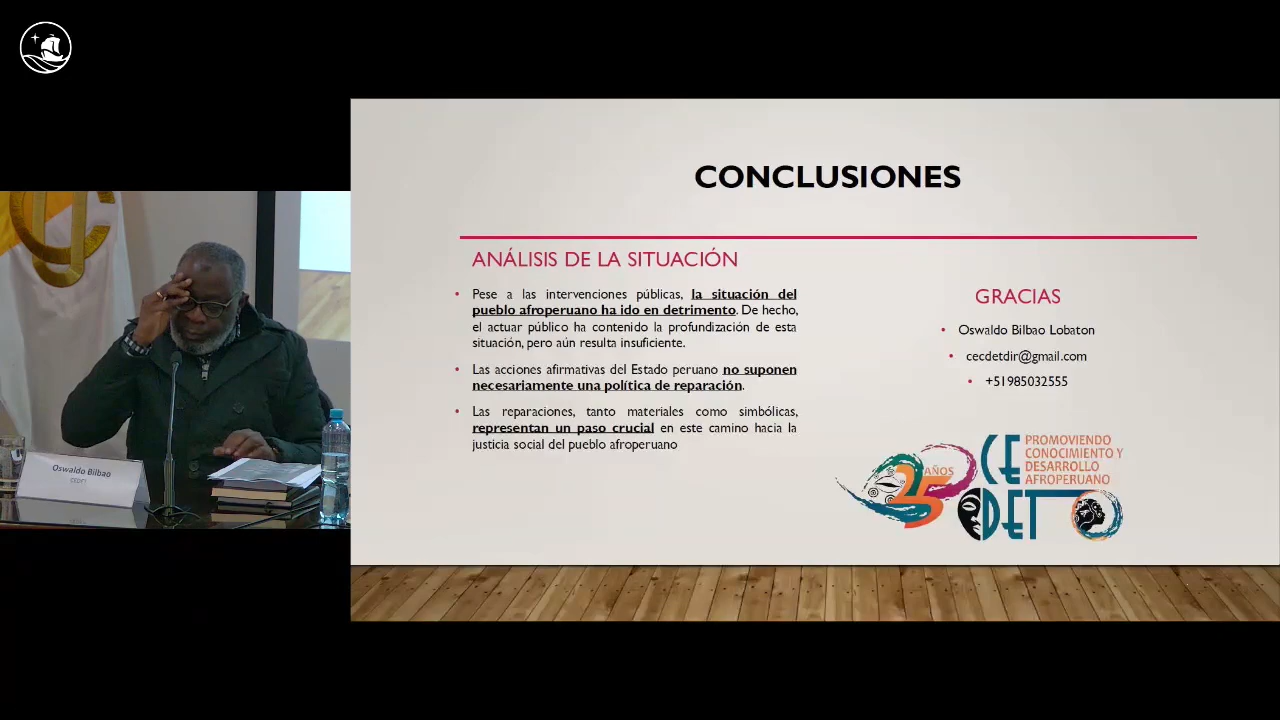 CONCLUSIONES
ANÁLISIS DE LA SITUACIÓN
• Pese a las intervenciones públicas, la situación del
pueblo afroperuano ha ido en detrimento. De hecho,
el actuar público ha contenido la profundización de esta
situación, pero aún resulta insuficiente.
• Las acciones afirmativas del Estado peruano no suponen
necesariamente una política de reparación.
• Las reparaciones, tanto materiales como simbólicas,
representan un paso crucial en este camino hacia la
justicia social del pueblo afroperuano
GRACIAS
• Oswaldo Bilbao Lobaton
• cecdetdir@gmail.com
• +51985032555
25 AÑOS
CE
DET
PROMOVIENDO
CONOCIMIENTO Y
DESARROLLO
AFROPERUANO
Oswaldo Bilbao